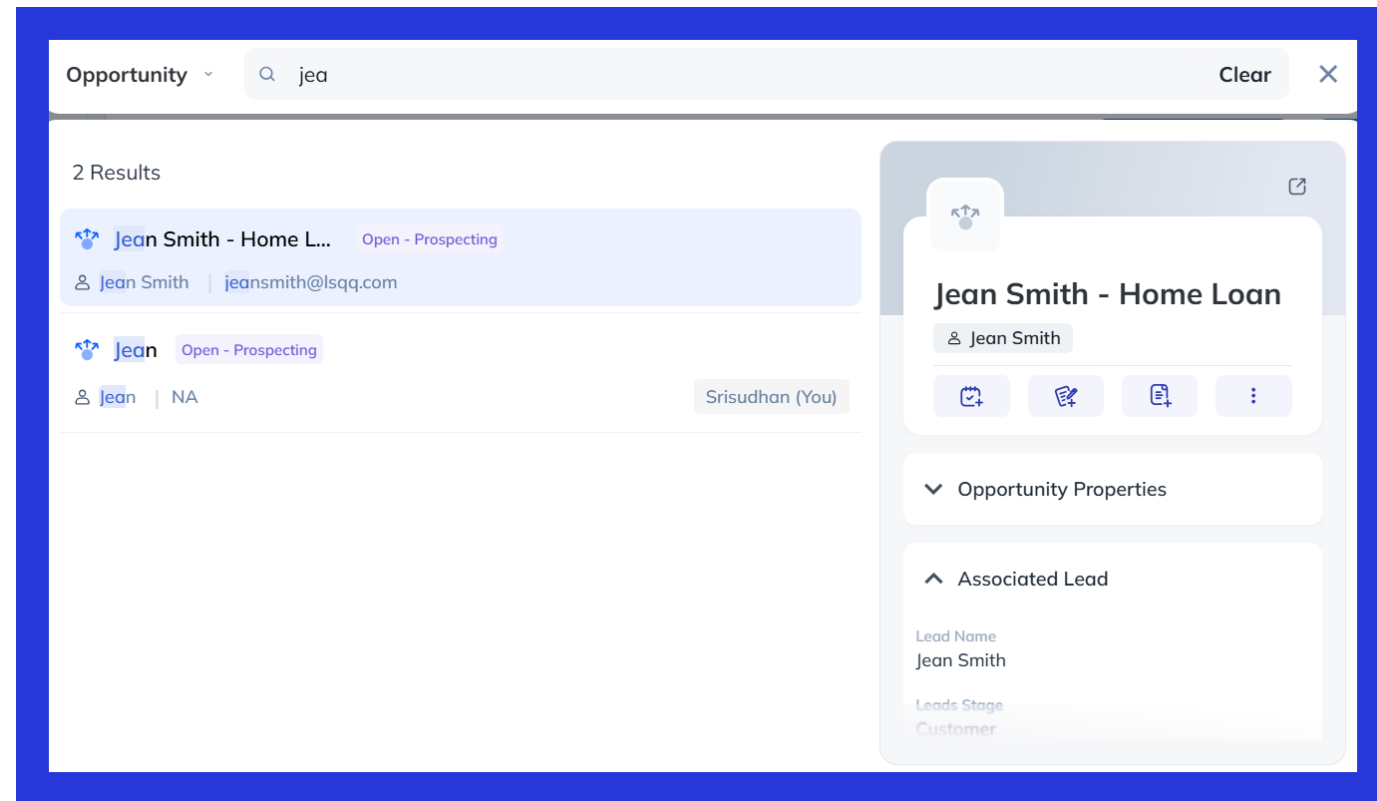 Opportunity
jea
Clear
2 Results
Jean Smith - Home L... Open - Prospecting
Jean Smith | jeansmith@lsqq.com
Jean Open - Prospecting
Jean | NA Srisudhan (You)
Jean Smith - Home Loan
Jean Smith
Opportunity Properties
Associated Lead
Lead Name
Jean Smith
Leads Stage
Customer